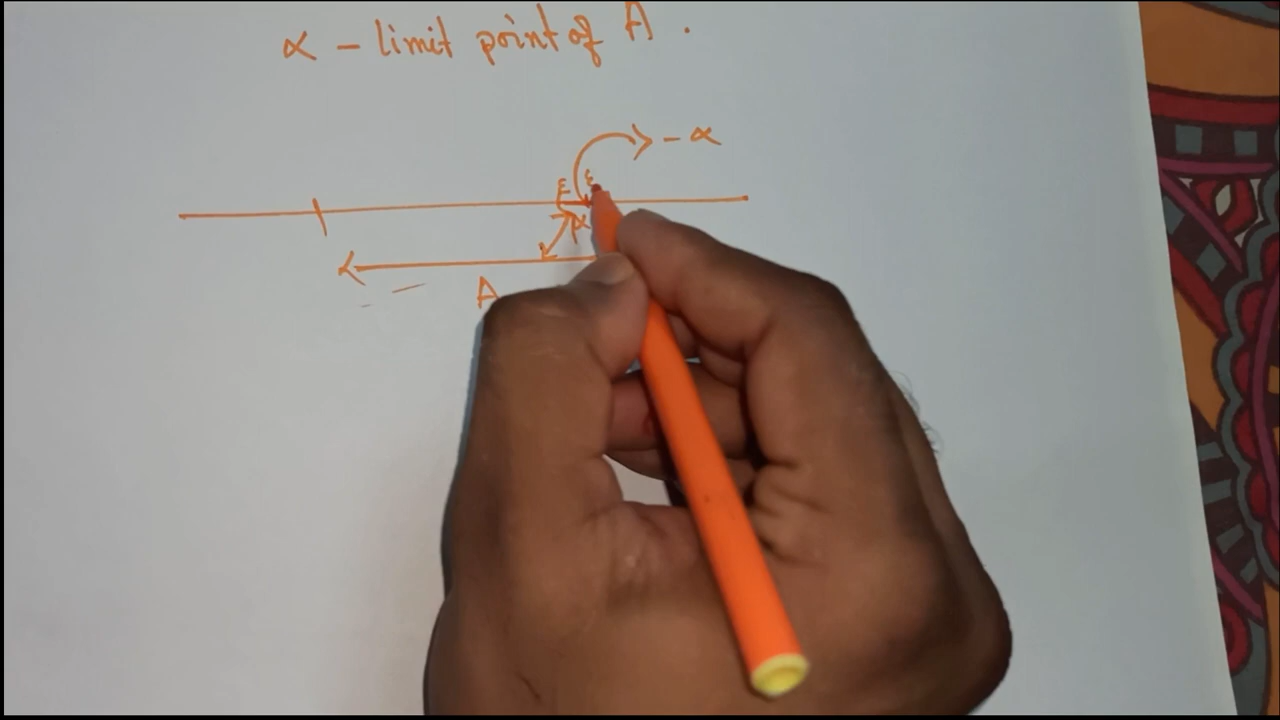 α - limit point of A.
- α
ε ε
α
A